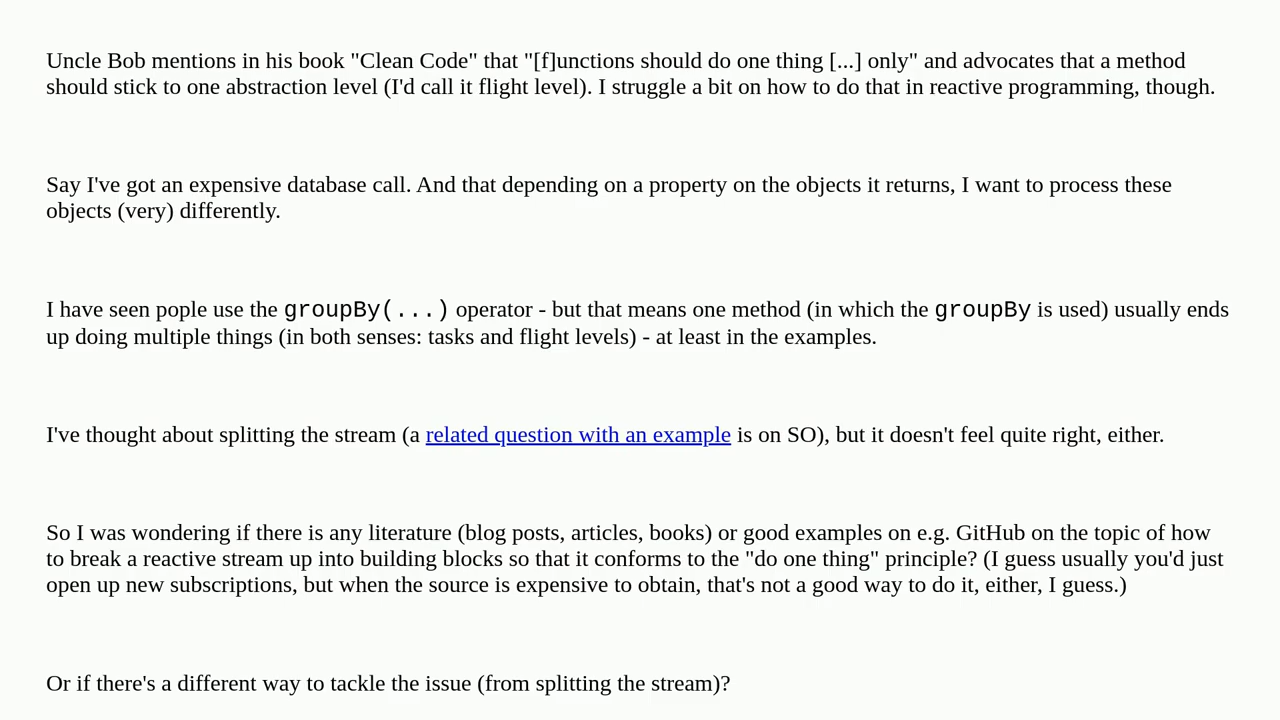 Uncle Bob mentions in his book "Clean Code" that "[f]unctions should do one thing [...] only" and advocates that a method
should stick to one abstraction level (I'd call it flight level). I struggle a bit on how to do that in reactive programming, though.
Say I've got an expensive database call. And that depending on a property on the objects it returns, I want to process these
objects (very) differently.
I have seen pople use the groupBy(...) operator - but that means one method (in which the groupBy is used) usually ends
up doing multiple things (in both senses: tasks and flight levels) - at least in the examples.
I've thought about splitting the stream (a related question with an example is on SO), but it doesn't feel quite right, either.
So I was wondering if there is any literature (blog posts, articles, books) or good examples on e.g. GitHub on the topic of how
to break a reactive stream up into building blocks so that it conforms to the "do one thing" principle? (I guess usually you'd just
open up new subscriptions, but when the source is expensive to obtain, that's not a good way to do it, either, I guess.)
Or if there's a different way to tackle the issue (from splitting the stream)?